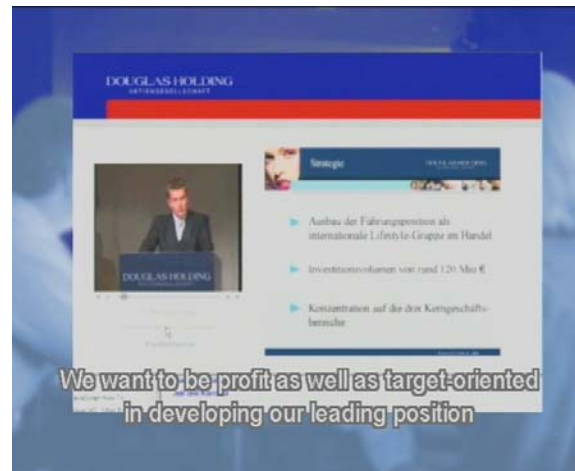 DOUGLAS HOLDING
AKTIENGESELLSCHAFT
Strategie
DOUGLAS HOLDING
Ausbau der Führungsposition als
internationale Lifestyle-Gruppe im Handel
Investitionsvolumen von rund 120 Mio €
Konzentration auf die drei Kerngeschäfts-
bereiche
DOUGLAS HOLDING
We want to be profit as well as target-oriented
in developing our leading position